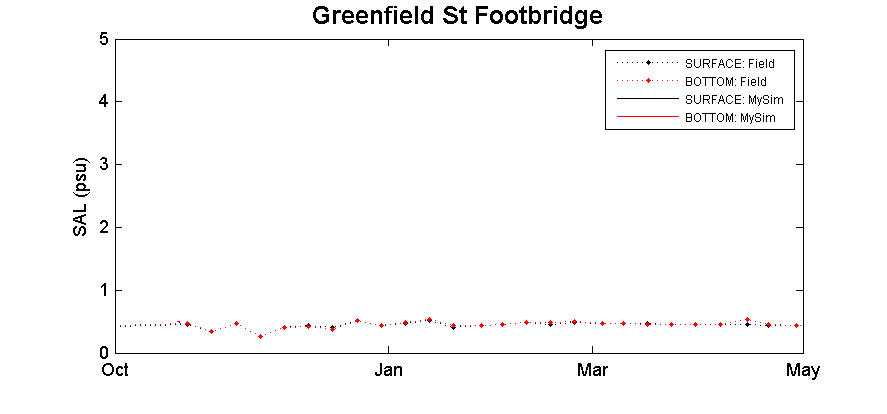 Greenfield St Footbridge
5
SURFACE: Field
BOTTOM: Field
4
SURFACE: MySim
BOTTOM: MySim
3
SAL (psu)
2
1
0
Oct Jan Mar May